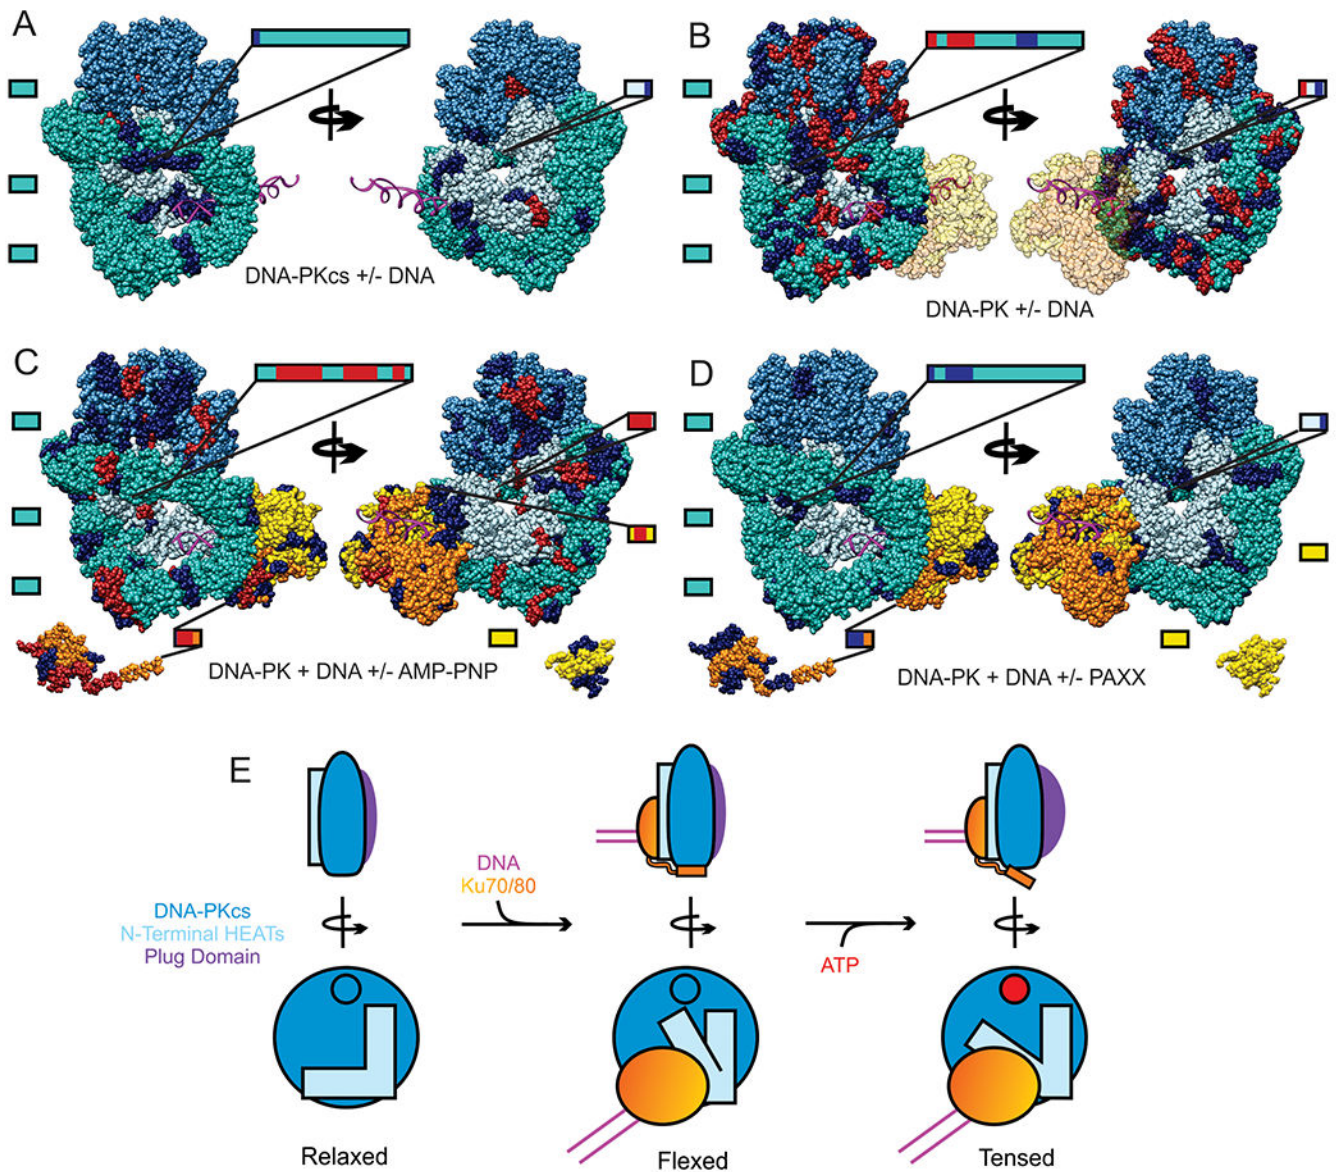 A
B
DNA-PKcs +/- DNA
DNA-PK +/- DNA
C
D
DNA-PK + DNA +/- AMP-PNP
DNA-PK + DNA +/- PAXX
E
DNA
Ku70/80
DNA-PKcs
N-Terminal HEATs
Plug Domain
ATP
Relaxed
Flexed
Tensed